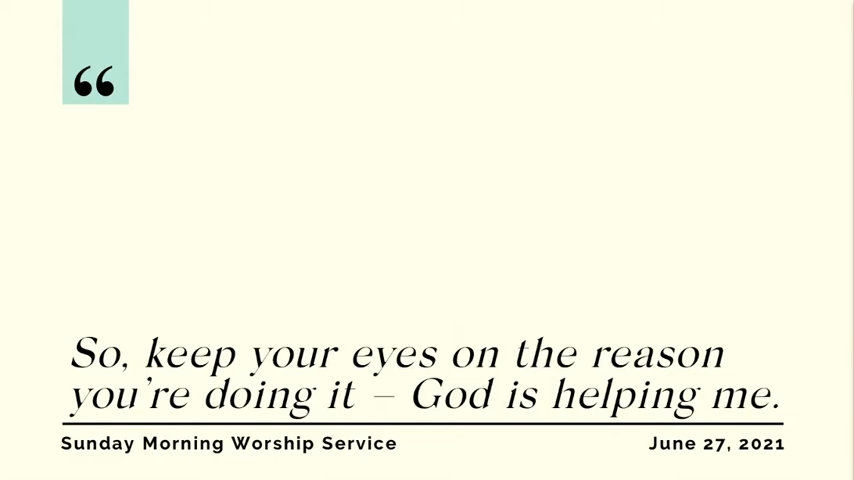 “
So, keep your eyes on the reason
you’re doing it – God is helping me.
Sunday Morning Worship Service
June 27, 2021